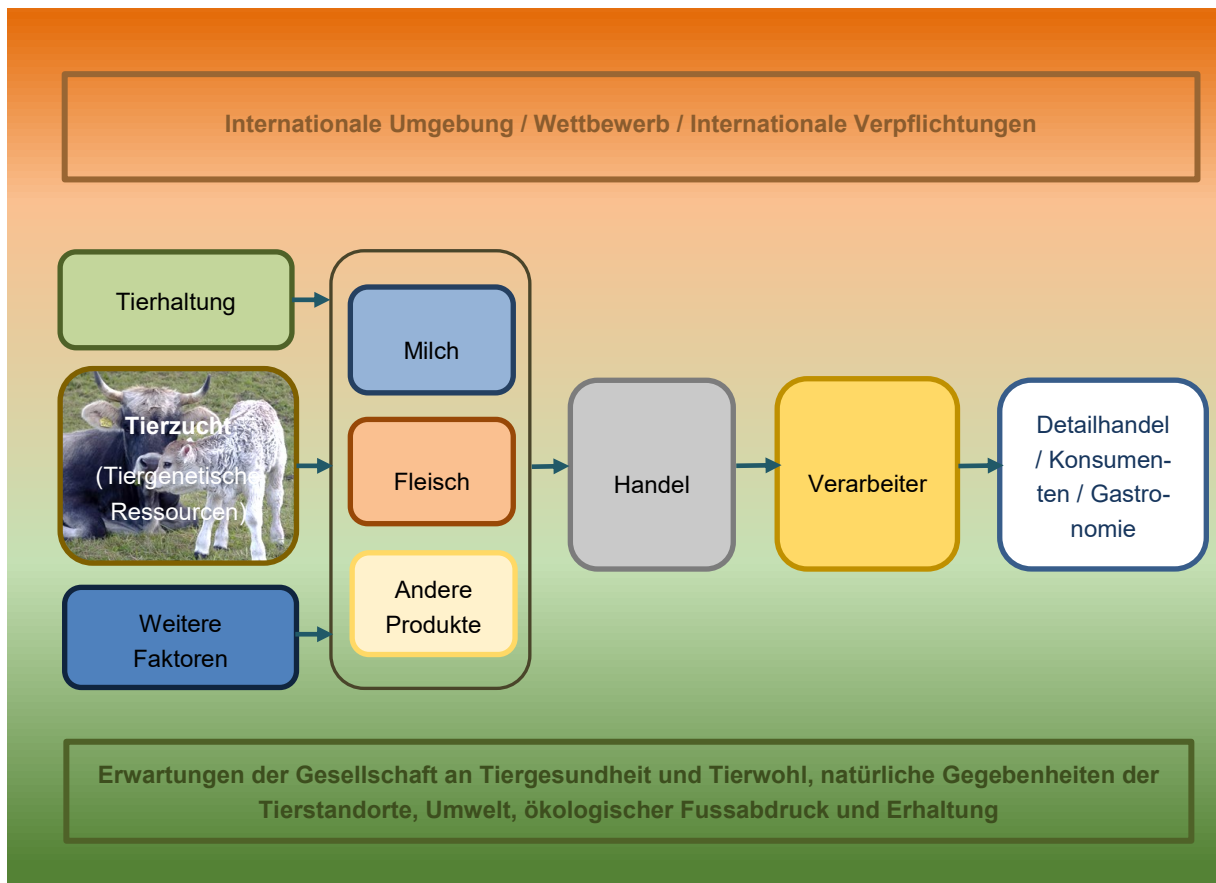 Internationale Umgebung / Wettbewerb / Internationale Verpflichtungen
Tierhaltung
Tierzucht
(Tiergenetische
Ressourcen)
Weitere
Faktoren
Milch
Fleisch
Andere
Produkte
Handel
Verarbeiter
Detailhandel
/ Konsumen-
ten / Gastro-
nomie
Erwartungen der Gesellschaft an Tiergesundheit und Tierwohl, natürliche Gegebenheiten der
Tierstandorte, Umwelt, ökologischer Fussabdruck und Erhaltung